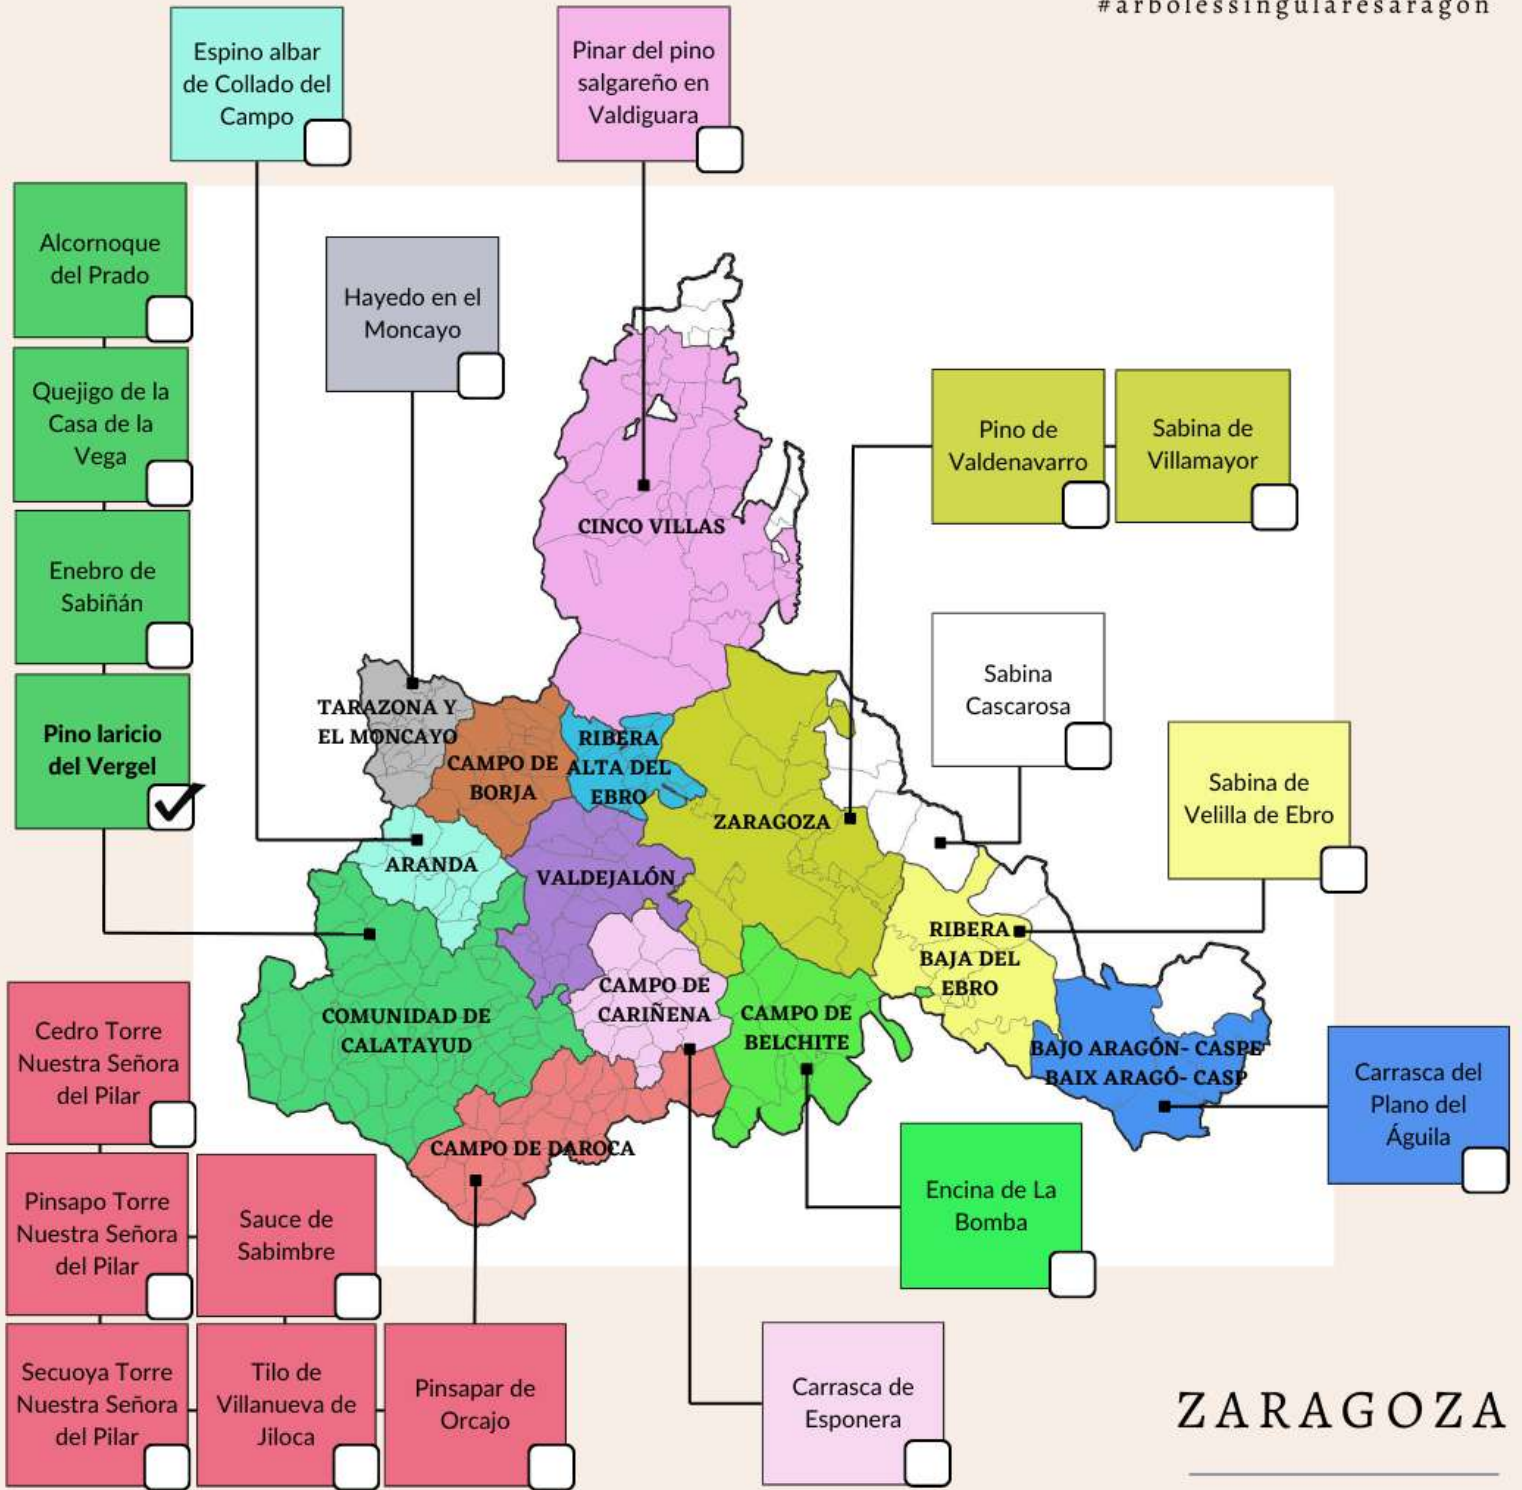 #arbolessingularesaragon
Espino albar
de Collado del
Campo
Pinar del pino
salgareño en
Valdiguara
Alcornoque
del Prado
Hayedo en el
Moncayo
Quejigo de la
Casa de la
Vega
Pino de
Valdenavarro
Sabina de
Villamayor
CINCO VILLAS
Enebro de
Sabiñán
Sabina
Cascarosa
Pino laricio
del Vergel
TARAZONA Y
EL MONCAYO
CAMPO DE
BORJA
RIBERA
ALTA DEL
EBRO
ZARAGOZA
Sabina de
Velilla de Ebro
ARANDA
VALDEJALÓN
RIBERA
BAJA DEL
EBRO
CAMPO DE
CARIÑENA
COMUNIDAD DE
CALATAYUD
CAMPO DE
BELCHITE
BAJO ARAGÓN- CASPE
BAIX ARAGÓ- CASP
Cedro Torre
Nuestra Señora
del Pilar
Carrasca del
Plano del
Águila
CAMPO DE DAROCA
Pinsapo Torre
Nuestra Señora
del Pilar
Sauce de
Sabimbre
Encina de La
Bomba
Secuoya Torre
Nuestra Señora
del Pilar
Tilo de
Villanueva de
Jiloca
Pinsapar de
Orcajo
Carrasca de
Esponera
ZARAGOZA